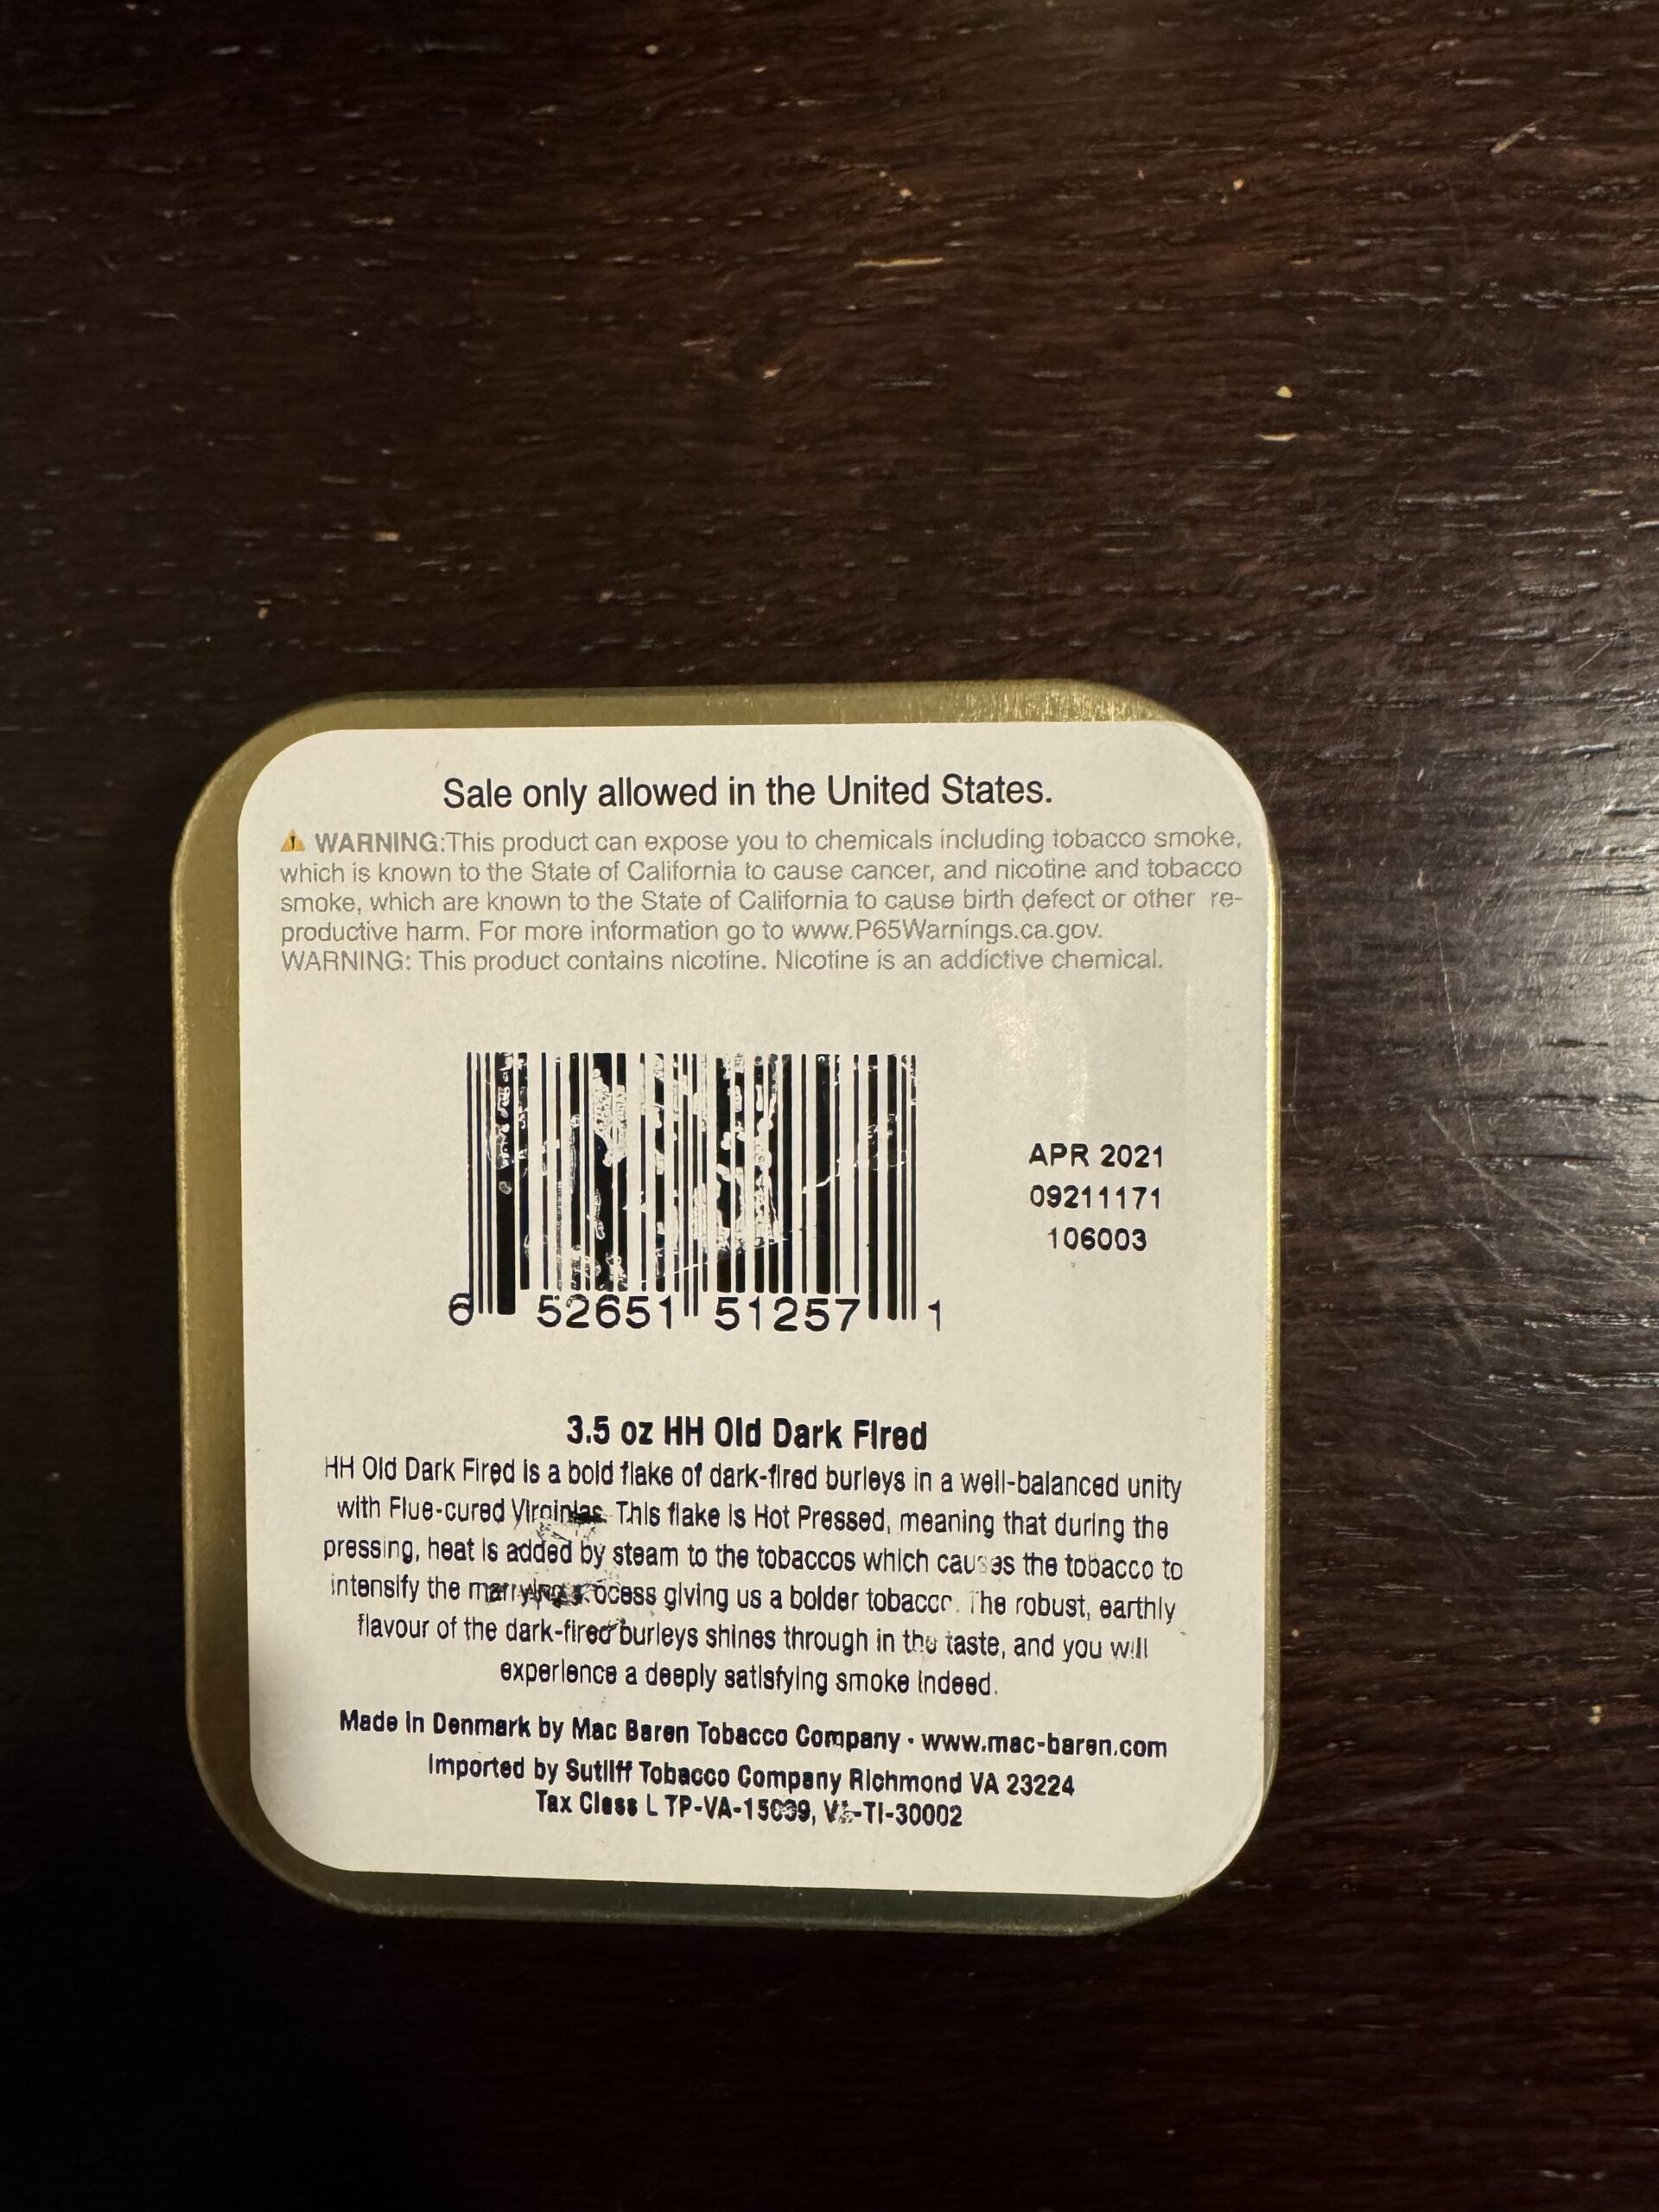 Sale only allowed in the United States.
⚠ WARNING:This product can expose you to chemicals including tobacco smoke,
which is known to the State of California to cause cancer, and nicotine and tobacco
smoke, which are known to the State of California to cause birth defect or other re-
productive harm. For more information go to www.P65Warnings.ca.gov.
WARNING: This product contains nicotine. Nicotine is an addictive chemical.
APR 2021
09211171
106003
6 52651 51257 1
3.5 oz HH Old Dark Fired
HH Old Dark Fired is a bold flake of dark-fired burleys in a well-balanced unity
with Flue-cured Virginias. This flake is Hot Pressed, meaning that during the
pressing, heat is added by steam to the tobaccos which causes the tobacco to
intensify the marrying process giving us a bolder tobacco. The robust, earthly
flavour of the dark-fired burleys shines through in the taste, and you will
experience a deeply satisfying smoke indeed.
Made in Denmark by Mac Baren Tobacco Company · www.mac-baren.com
Imported by Sutliff Tobacco Company Richmond VA 23224
Tax Class L